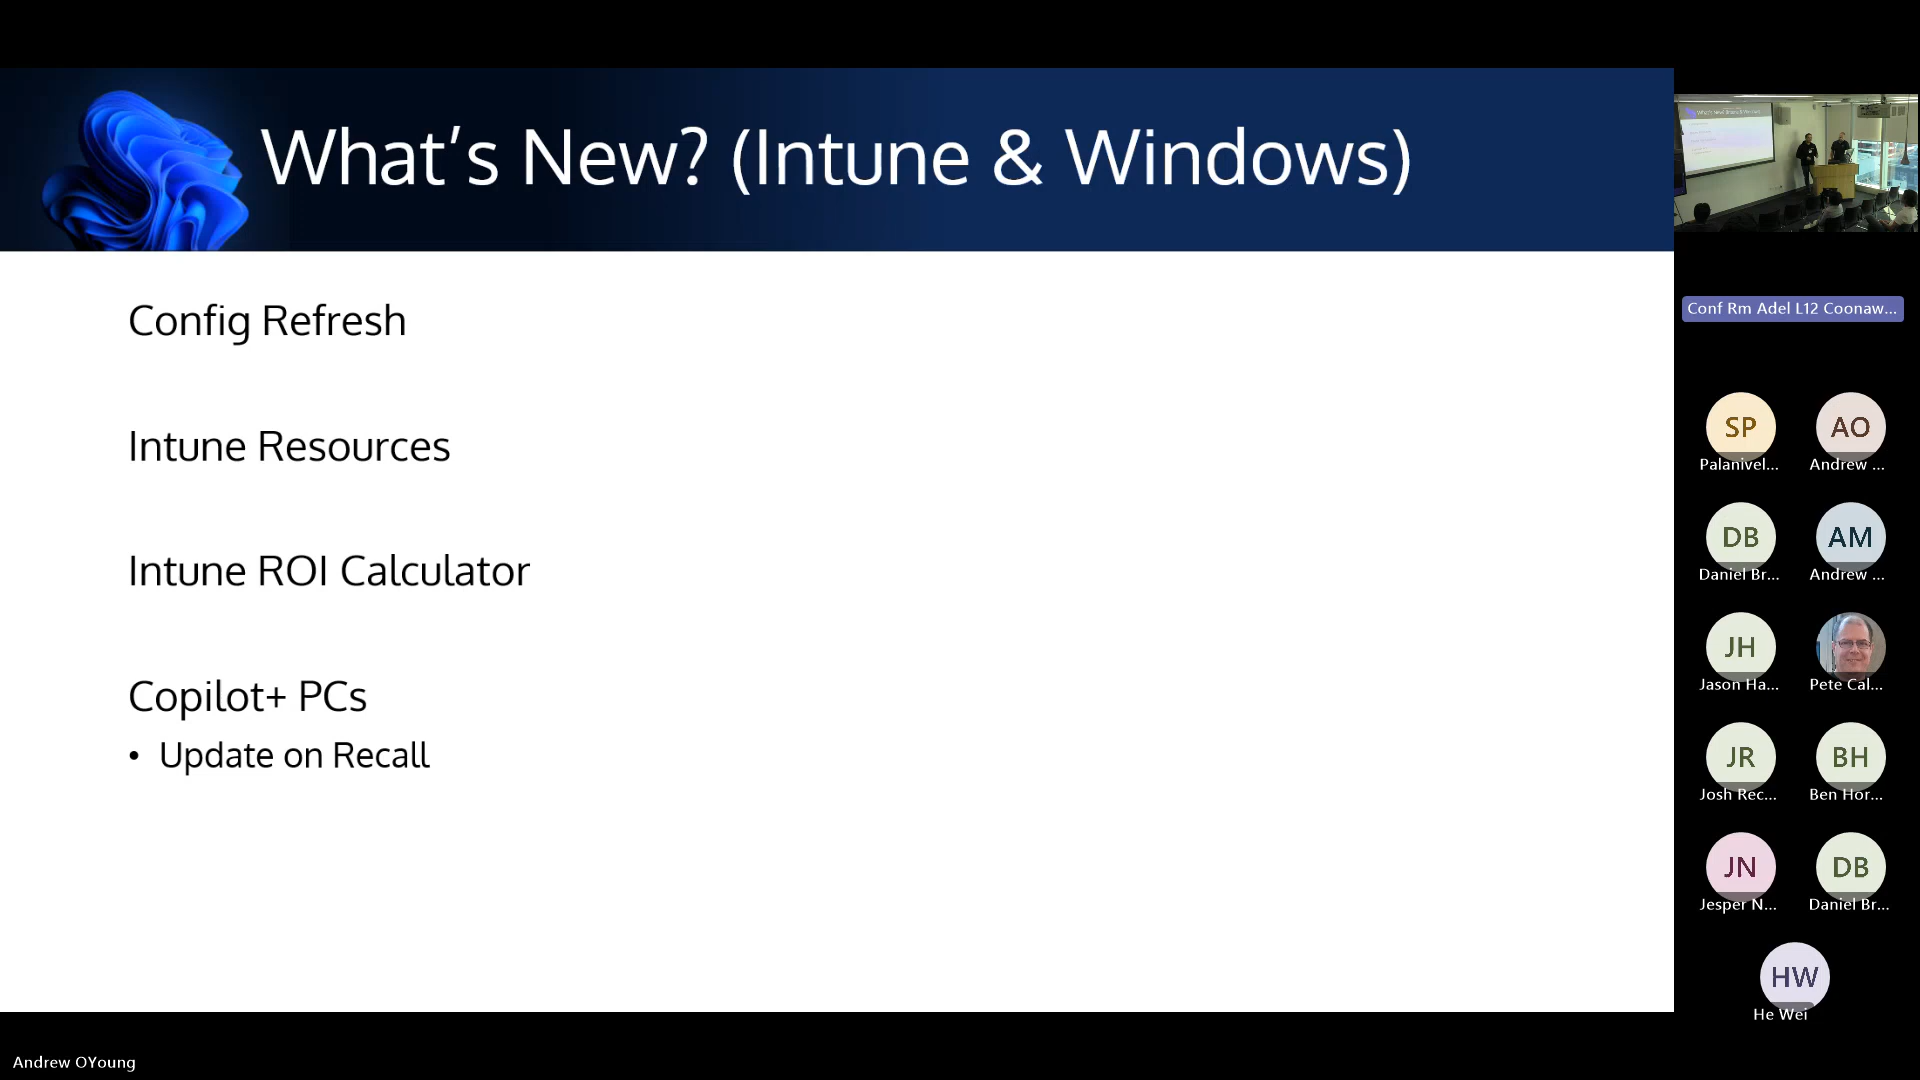 What's New? (Intune & Windows)
Config Refresh
Intune Resources
Intune ROI Calculator
Copilot+ PCs
• Update on Recall
Conf Rm Adel L12 Coonaw...
SP
Palanivel...
AO
Andrew ...
DB
Daniel Br...
AM
Andrew ...
JH
Jason Ha...
Pete Cal...
JR
Josh Rec...
BH
Ben Hor...
JN
Jesper N...
DB
Daniel Br...
HW
He Wei
Andrew OYoung